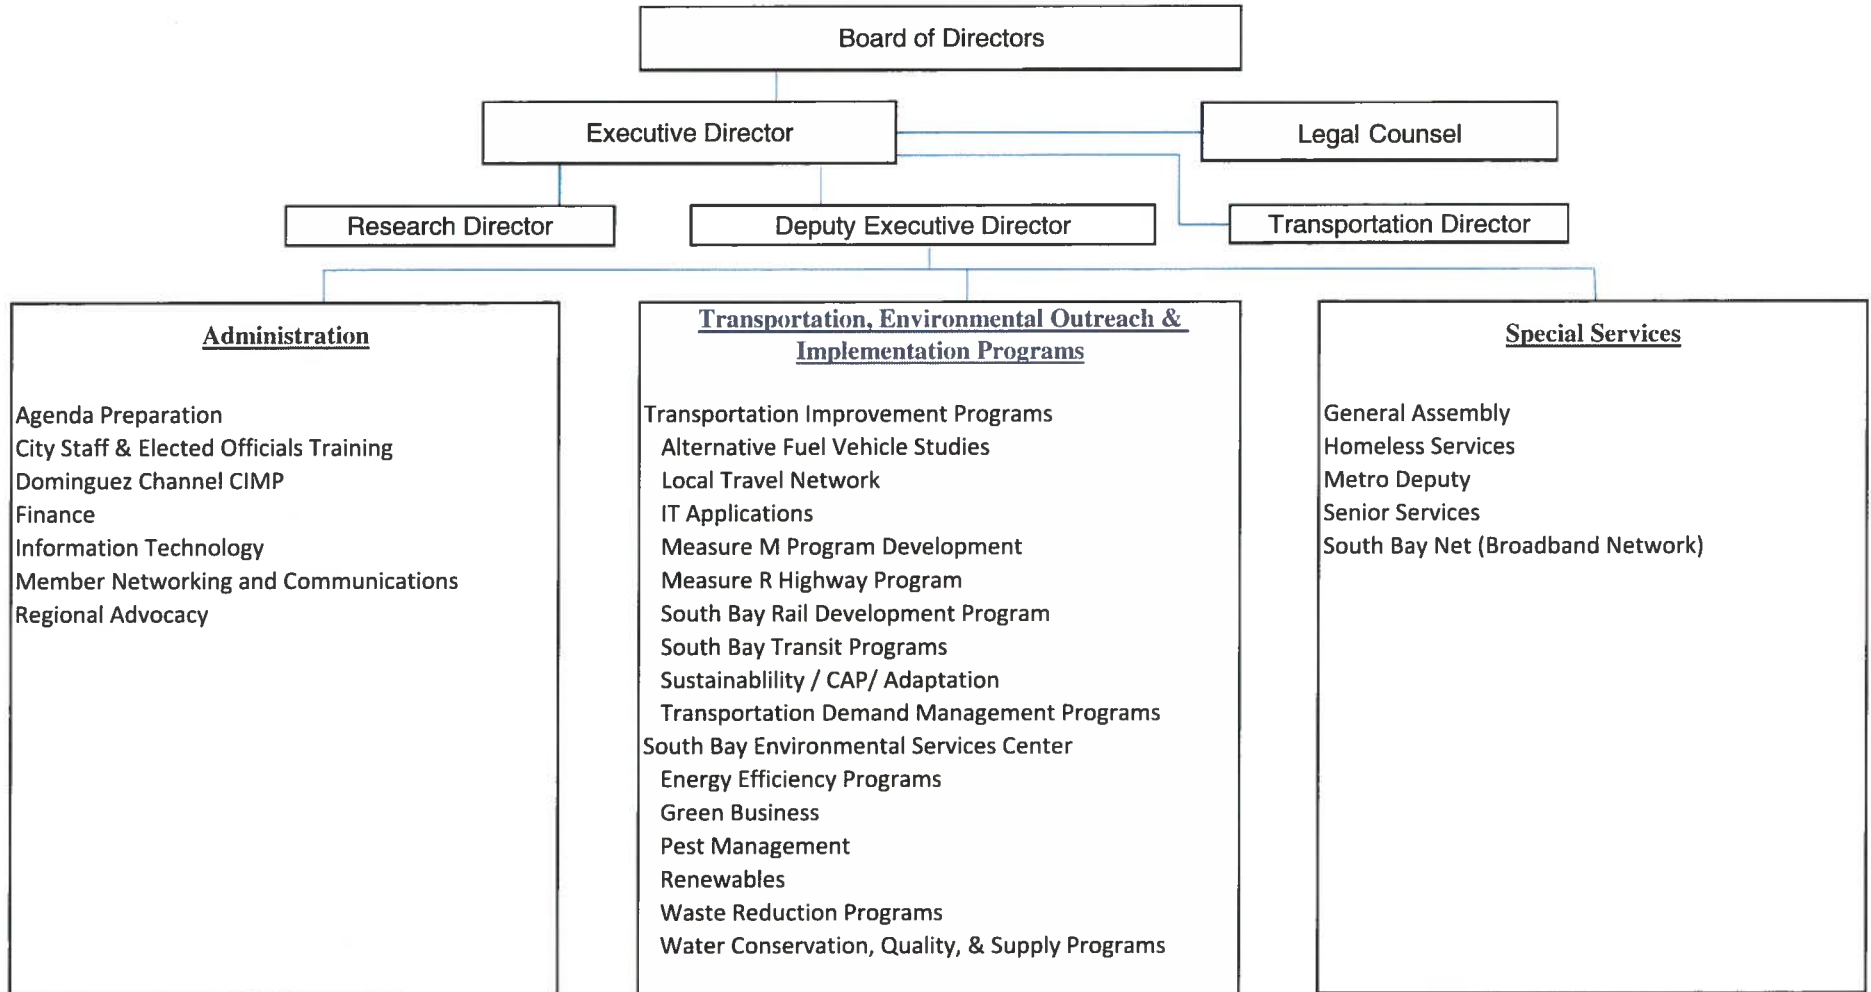 Board of Directors
Executive Director
Legal Counsel
Research Director
Deputy Executive Director
Transportation Director
Administration
Agenda Preparation
City Staff & Elected Officials Training
Dominguez Channel CIMP
Finance
Information Technology
Member Networking and Communications
Regional Advocacy
Transportation, Environmental Outreach &
Implementation Programs
Transportation Improvement Programs
Alternative Fuel Vehicle Studies
Local Travel Network
IT Applications
Measure M Program Development
Measure R Highway Program
South Bay Rail Development Program
South Bay Transit Programs
Sustainablility / CAP/ Adaptation
Transportation Demand Management Programs
South Bay Environmental Services Center
Energy Efficiency Programs
Green Business
Pest Management
Renewables
Waste Reduction Programs
Water Conservation, Quality, & Supply Programs
Special Services
General Assembly
Homeless Services
Metro Deputy
Senior Services
South Bay Net (Broadband Network)